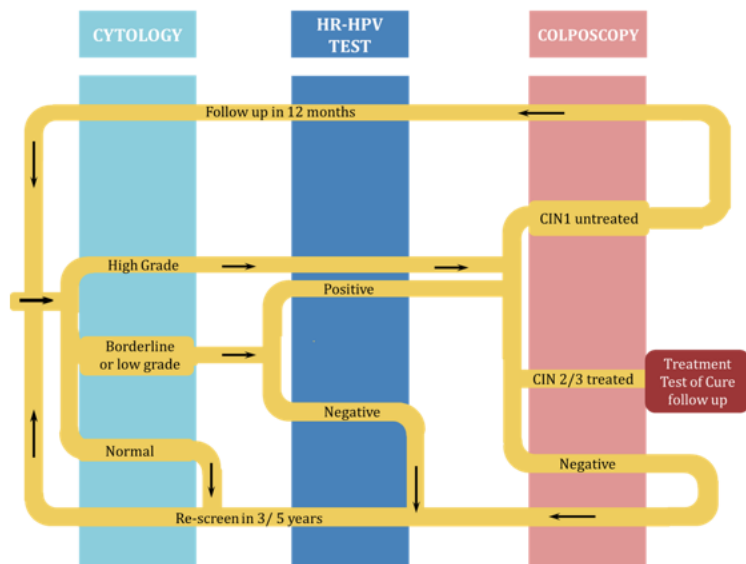 CYTOLOGY
HR-HPV
TEST
COLPOSCOPY
Follow up in 12 months
CIN1 untreated
High Grade
Positive
Borderline
or low grade
CIN 2/3 treated
Treatment
Test of Cure
follow up
Negative
Normal
Negative
Re-screen in 3/ 5 years